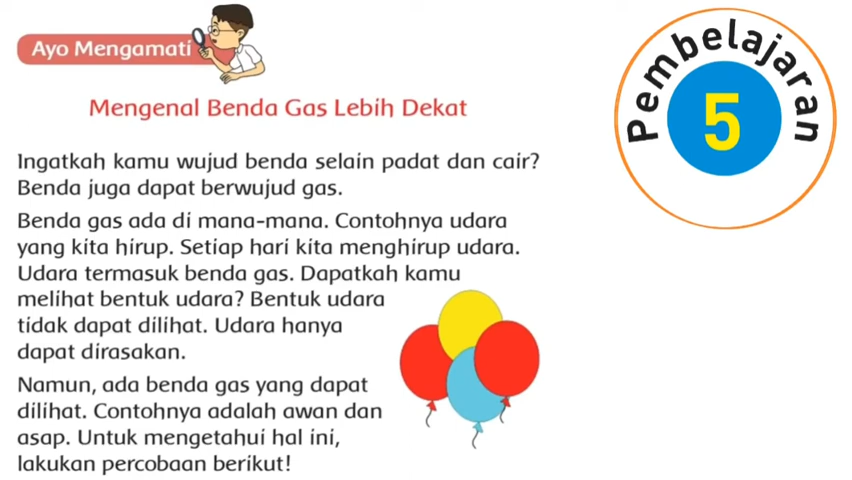 Ayo Mengamati
Mengenal Benda Gas Lebih Dekat
Ingatkah kamu wujud benda selain padat dan cair?
Benda juga dapat berwujud gas.
Benda gas ada di mana-mana. Contohnya udara
yang kita hirup. Setiap hari kita menghirup udara.
Udara termasuk benda gas. Dapatkah kamu
melihat bentuk udara? Bentuk udara
tidak dapat dilihat. Udara hanya
dapat dirasakan.
Namun, ada benda gas yang dapat
dilihat. Contohnya adalah awan dan
asap. Untuk mengetahui hal ini,
lakukan percobaan berikut!
Pembelajaran
5